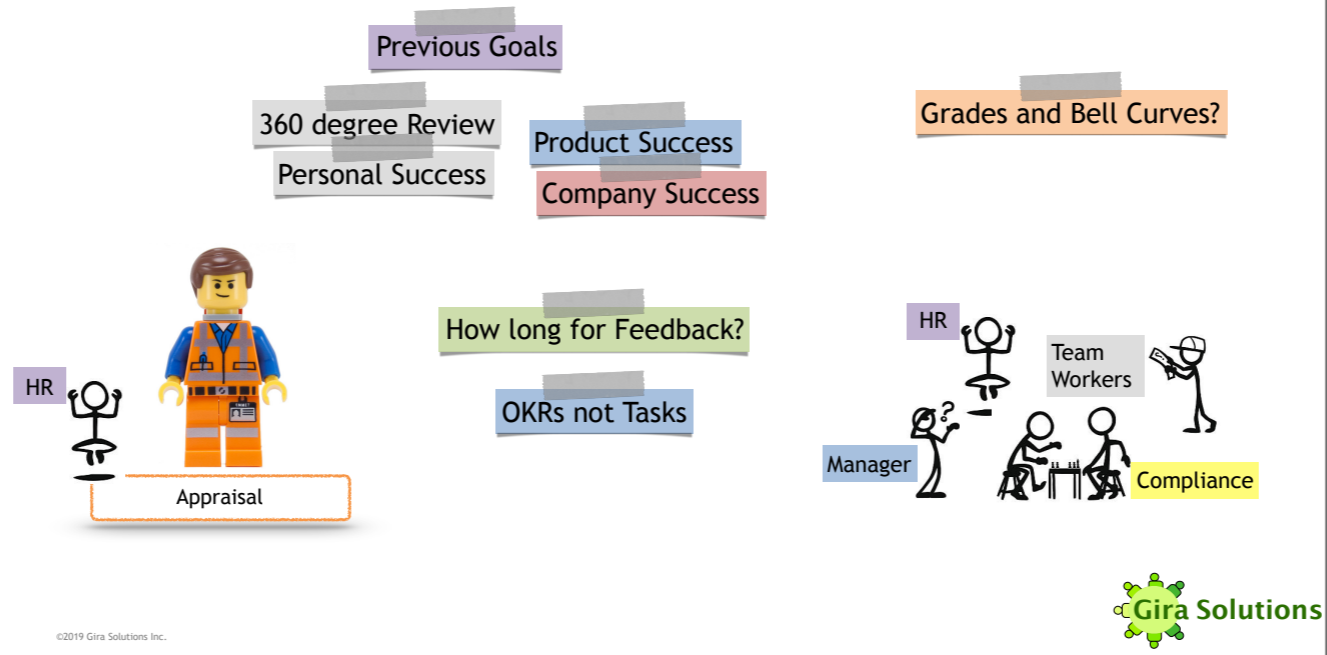 Previous Goals
360 degree Review
Personal Success
Product Success
Company Success
Grades and Bell Curves?
How long for Feedback?
OKRs not Tasks
HR
Appraisal
HR
Team
Workers
?
Manager
Compliance
Gira Solutions
©2019 Gira Solutions Inc.